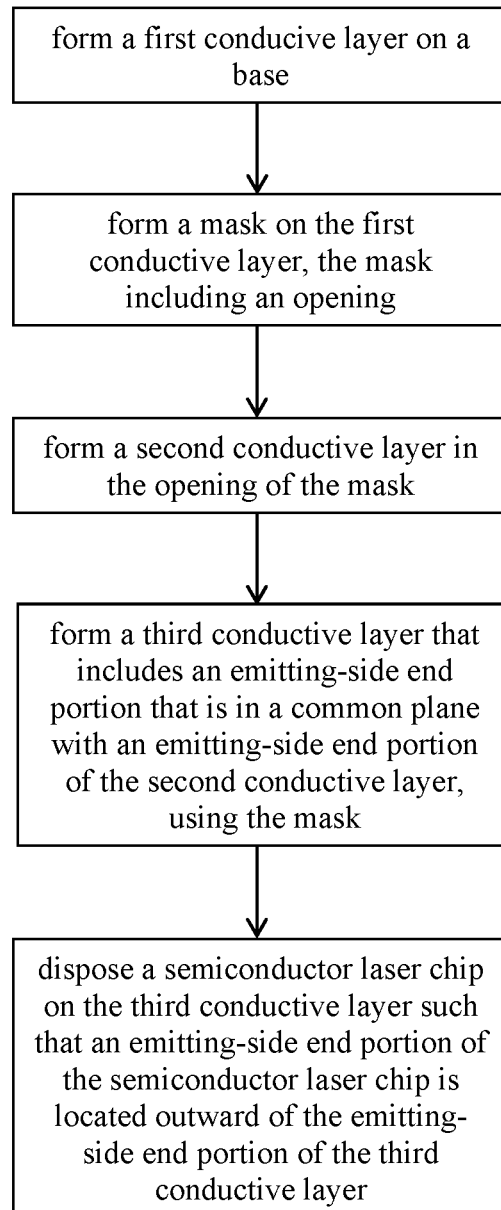 form a first conducive layer on a
base
form a mask on the first
conductive layer, the mask
including an opening
form a second conductive layer in
the opening of the mask
form a third conductive layer that
includes an emitting-side end
portion that is in a common plane
with an emitting-side end portion
of the second conductive layer,
using the mask
dispose a semiconductor laser chip
on the third conductive layer such
that an emitting-side end portion of
the semiconductor laser chip is
located outward of the emitting-
side end portion of the third
conductive layer